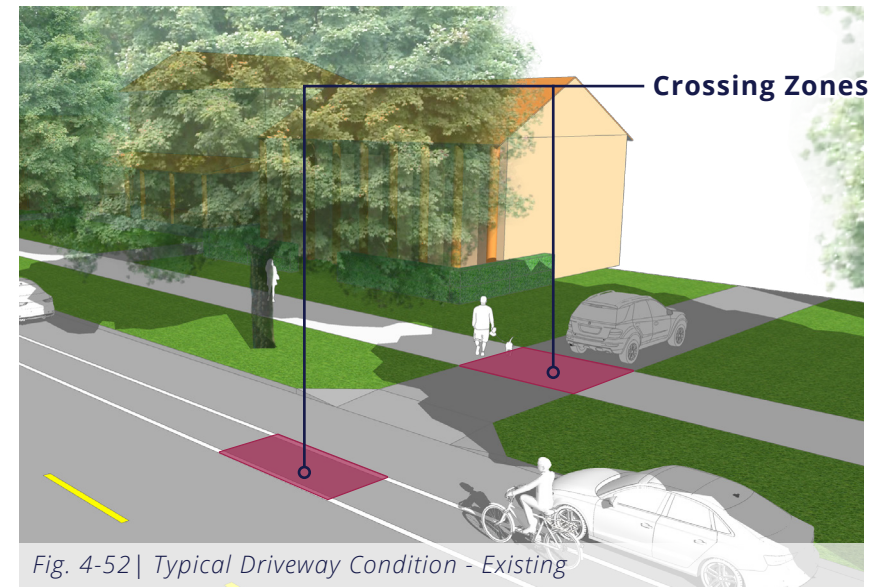 Crossing Zones
Fig. 4-52| Typical Driveway Condition - Existing